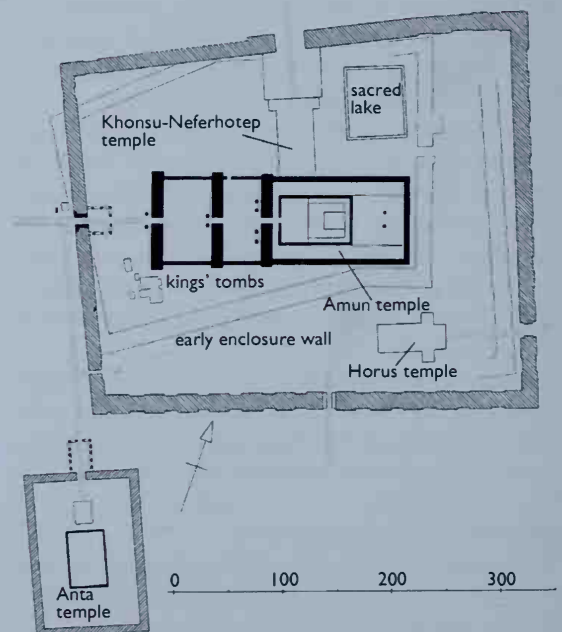 sacred
lake
Khonsu-Neferhotep
temple
kings' tombs
Amun temple
early enclosure wall
Horus temple
Anta
temple
0 100 200 300